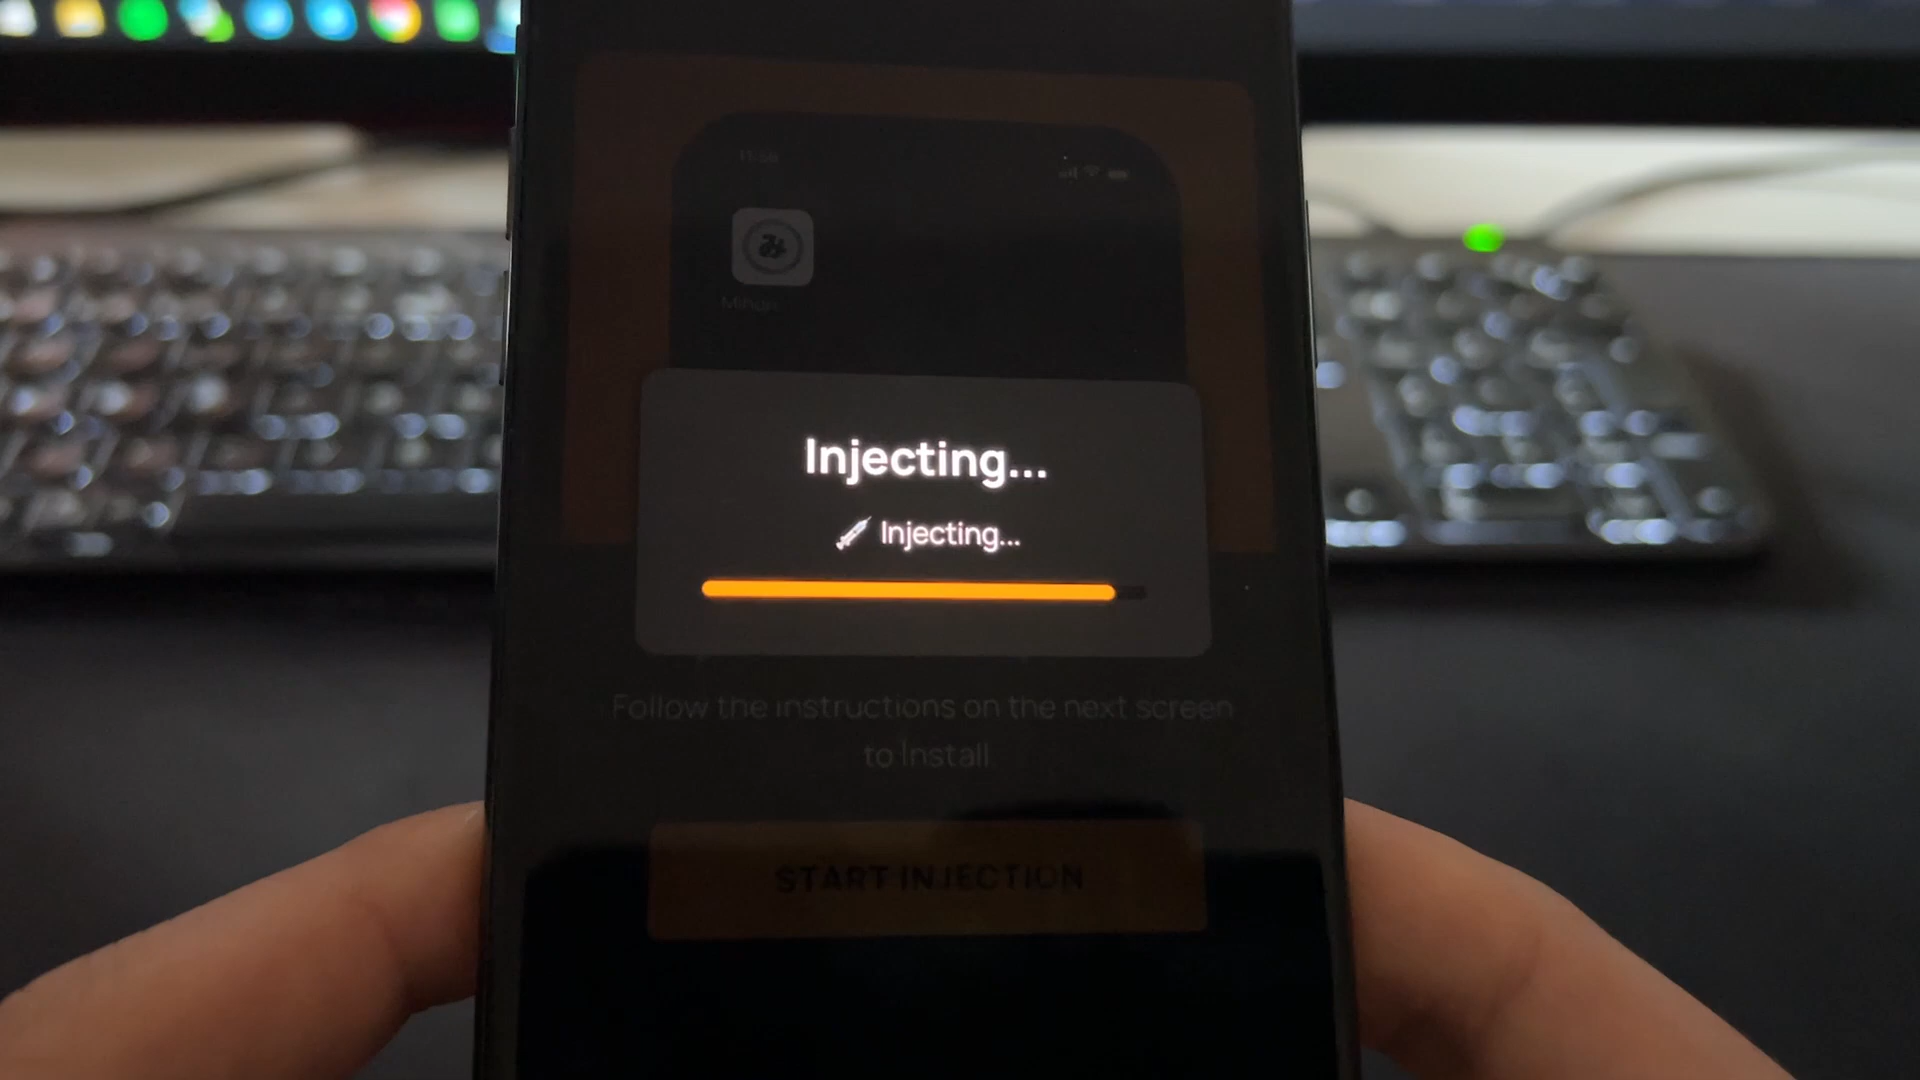 Injecting...
Injecting...
Follow the instructions on the next screen
to Install
START INJECTION